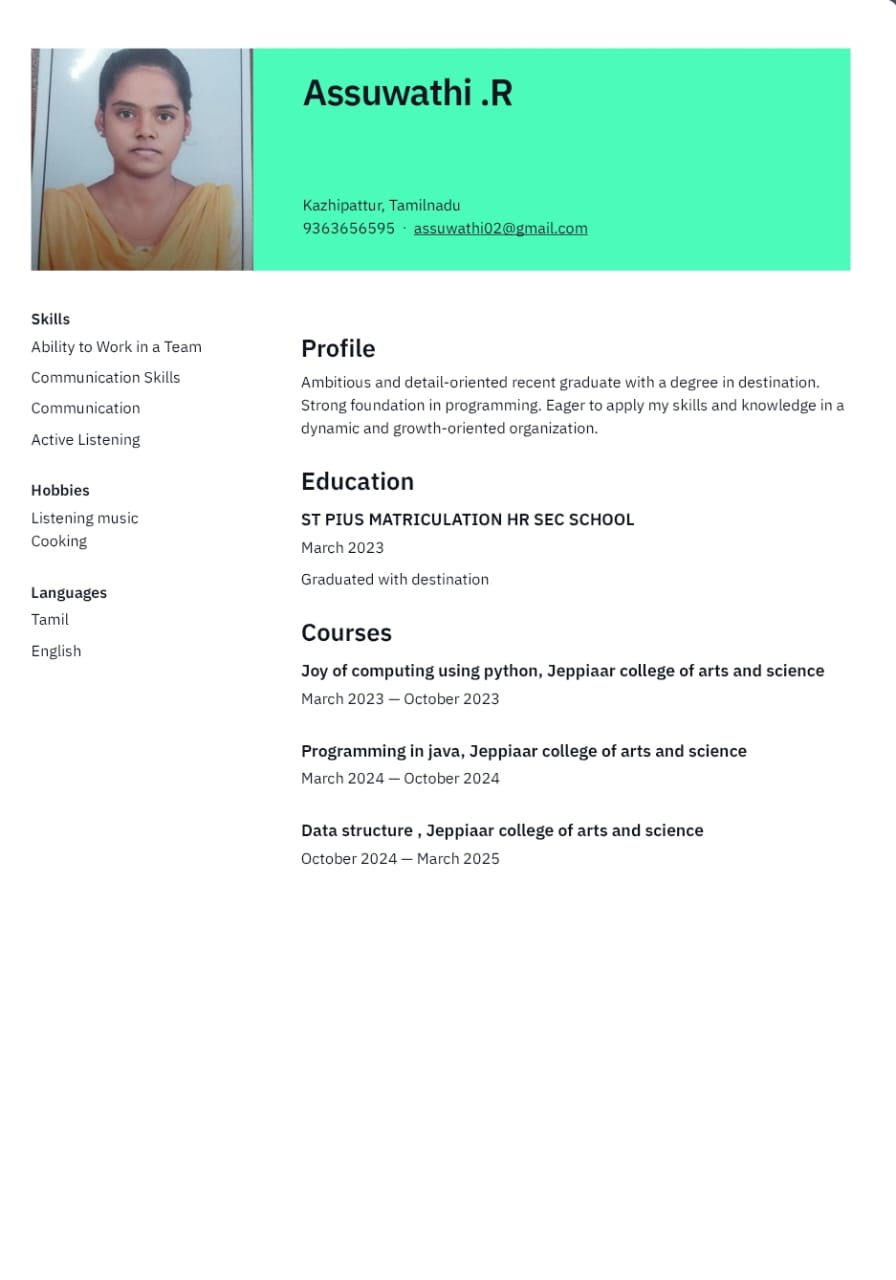 Assuwathi .R
Kazhipattur, Tamilnadu
9363656595 · assuwathi02@gmail.com
Skills
Ability to Work in a Team
Communication Skills
Communication
Active Listening
Hobbies
Listening music
Cooking
Languages
Tamil
English
Profile
Ambitious and detail-oriented recent graduate with a degree in destination.
Strong foundation in programming. Eager to apply my skills and knowledge in a
dynamic and growth-oriented organization.
Education
ST PIUS MATRICULATION HR SEC SCHOOL
March 2023
Graduated with destination
Courses
Joy of computing using python, Jeppiaar college of arts and science
March 2023 — October 2023
Programming in java, Jeppiaar college of arts and science
March 2024 — October 2024
Data structure , Jeppiaar college of arts and science
October 2024 — March 2025